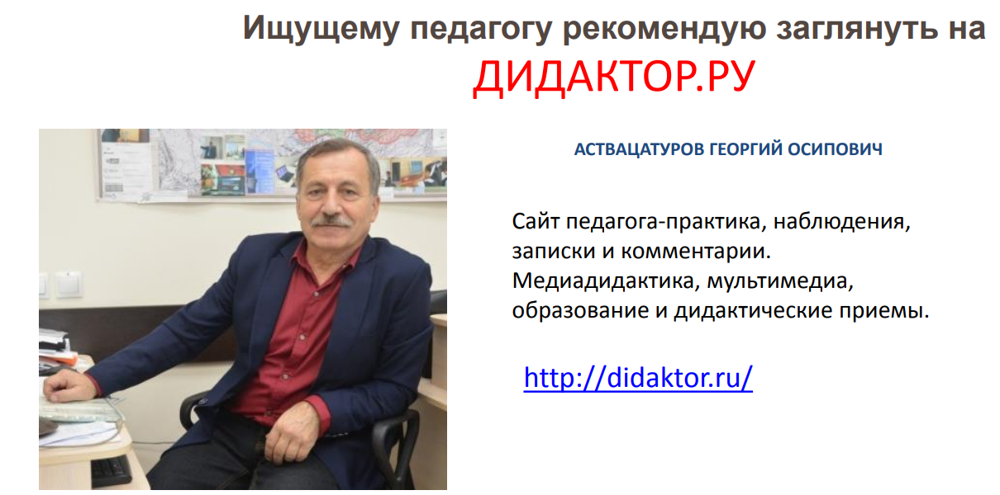 Ищущему педагогу рекомендую заглянуть на
ДИДАКТОР.РУ
АСТВАЦАТУРОВ ГЕОРГИЙ ОСИПОВИЧ
Сайт педагога-практика, наблюдения,
записки и комментарии.
Медиадидактика, мультимедиа,
образование и дидактические приемы.
http://didaktor.ru/